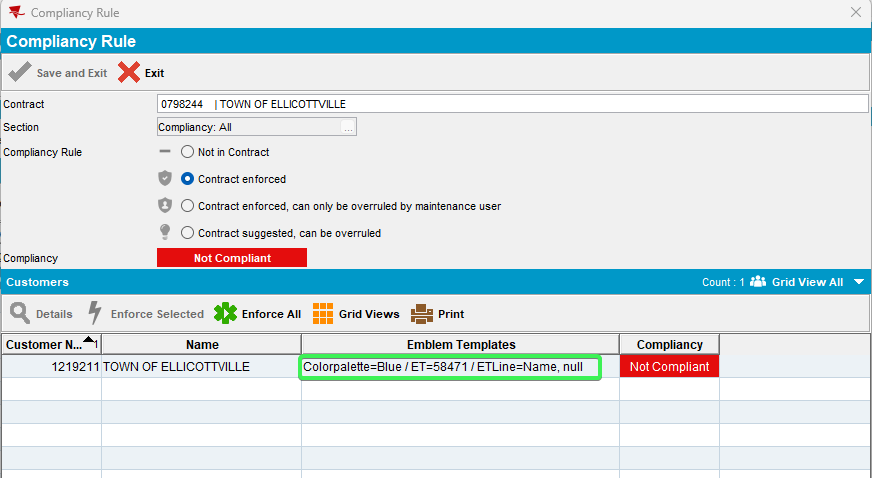 Compliancy Rule
Compliancy Rule
Save and Exit Exit
Contract 0798244 | TOWN OF ELLICOTTVILLE
Section Compliancy: All ...
Compliancy Rule Not in Contract
Contract enforced
Contract enforced, can only be overruled by maintenance user
Contract suggested, can be overruled
Compliancy Not Compliant
Customers Count : 1 Grid View All
Details Enforce Selected Enforce All Grid Views Print
Customer N... 1 Name Emblem Templates Compliancy
1219211 TOWN OF ELLICOTTVILLE Colorpalette=Blue / ET=58471 / ETLine=Name, null Not Compliant